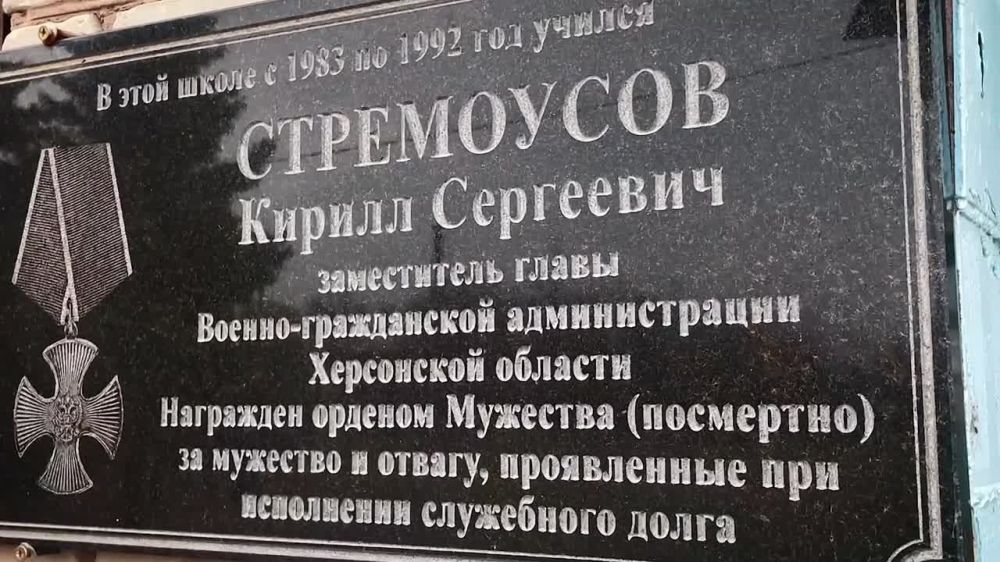 В этой школе с 1983 по 1992 год учился
СТРЕМОУСОВ
Кирилл Сергеевич
заместитель главы
Военно-гражданской администрации
Херсонской области
Награжден орденом Мужества (посмертно)
за мужество и отвагу, проявленные при
исполнении служебного долга